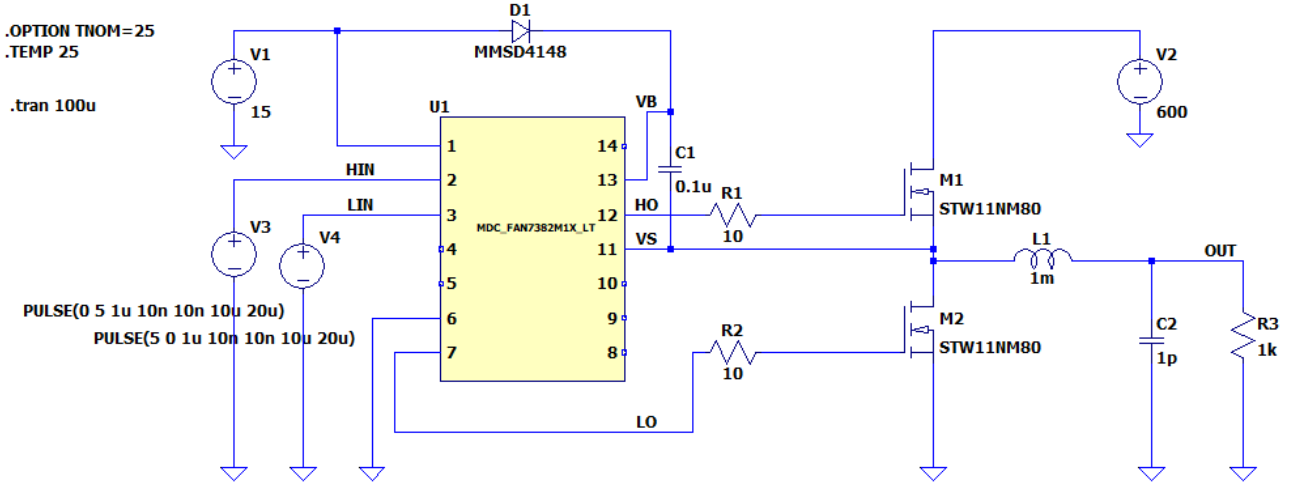 .OPTION TNOM=25
.TEMP 25
.tran 100u
V1
15
D1
MMSD4148
V2
600
U1
MDC_FAN7382M1X_LT
1
2
3
4
5
6
7
14
13
12
11
10
9
8
VB
C1
0.1u
HIN
LIN
HO
VS
R1
10
M1
STW11NM80
V3
V4
PULSE(0 5 1u 10n 10n 10u 20u)
PULSE(5 0 1u 10n 10n 10u 20u)
L1
1m
OUT
R2
10
M2
STW11NM80
C2
1p
R3
1k
LO